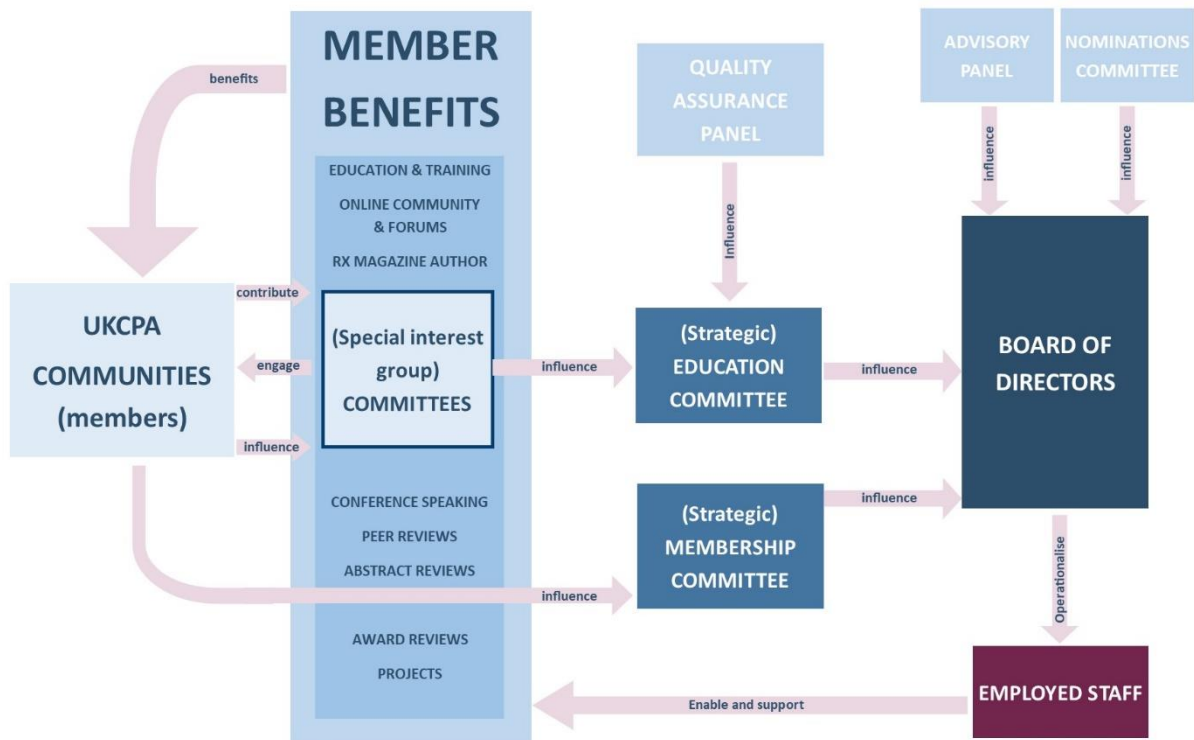 MEMBER
BENEFITS
benefits
EDUCATION & TRAINING
ONLINE COMMUNITY
& FORUMS
RX MAGAZINE AUTHOR
UKCPA
COMMUNITIES
(members)
contribute
engage
influence
(Special interest
group)
COMMITTEES
influence
CONFERENCE SPEAKING
PEER REVIEWS
ABSTRACT REVIEWS
influence
AWARD REVIEWS
PROJECTS
QUALITY
ASSURANCE
PANEL
Influence
(Strategic)
EDUCATION
COMMITTEE
influence
(Strategic)
MEMBERSHIP
COMMITTEE
influence
ADVISORY
PANEL
NOMINATIONS
COMMITTEE
influence
influence
BOARD OF
DIRECTORS
Operationalise
EMPLOYED STAFF
Enable and support